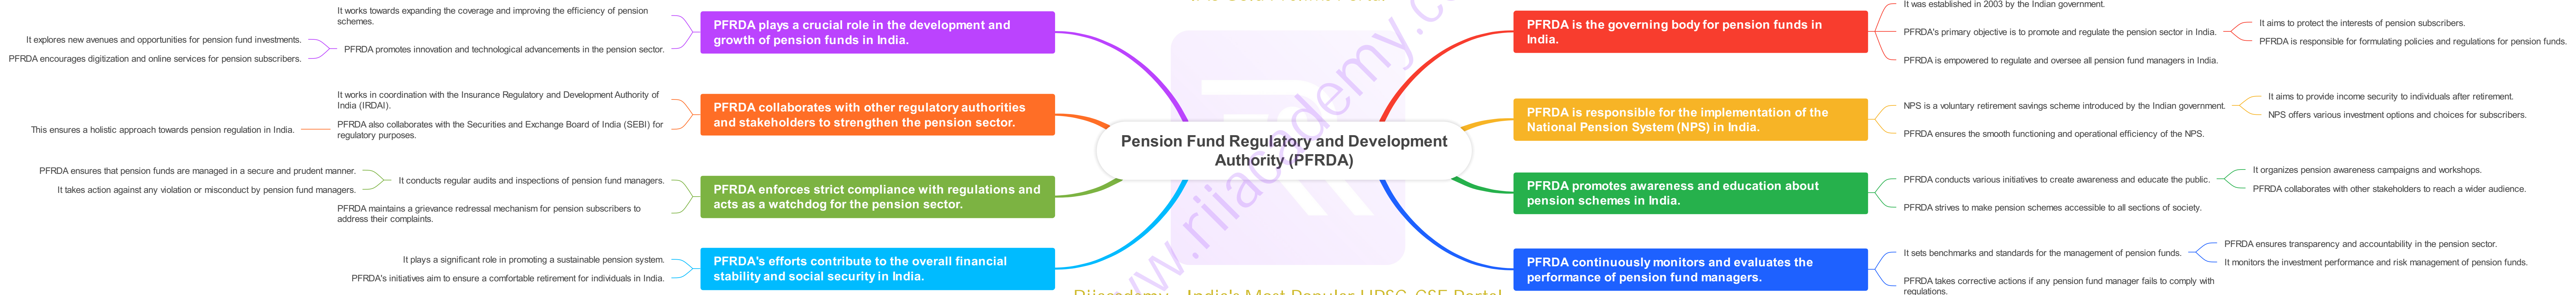 It works towards expanding the coverage and improving the efficiency of pension
schemes.
It explores new avenues and opportunities for pension fund investments.
PFRDA encourages digitization and online services for pension subscribers.
PFRDA promotes innovation and technological advancements in the pension sector.
PFRDA plays a crucial role in the development and
growth of pension funds in India.
It works in coordination with the Insurance Regulatory and Development Authority of
India (IRDAI).
This ensures a holistic approach towards pension regulation in India.
PFRDA also collaborates with the Securities and Exchange Board of India (SEBI) for
regulatory purposes.
PFRDA collaborates with other regulatory authorities
and stakeholders to strengthen the pension sector.
PFRDA ensures that pension funds are managed in a secure and prudent manner.
It takes action against any violation or misconduct by pension fund managers.
It conducts regular audits and inspections of pension fund managers.
PFRDA maintains a grievance redressal mechanism for pension subscribers to
address their complaints.
PFRDA enforces strict compliance with regulations and
acts as a watchdog for the pension sector.
It plays a significant role in promoting a sustainable pension system.
PFRDA's initiatives aim to ensure a comfortable retirement for individuals in India.
PFRDA's efforts contribute to the overall financial
stability and social security in India.
Pension Fund Regulatory and Development
Authority (PFRDA)
PFRDA is the governing body for pension funds in
India.
It was established in 2003 by the Indian government.
PFRDA's primary objective is to promote and regulate the pension sector in India.
It aims to protect the interests of pension subscribers.
PFRDA is responsible for formulating policies and regulations for pension funds.
PFRDA is empowered to regulate and oversee all pension fund managers in India.
PFRDA is responsible for the implementation of the
National Pension System (NPS) in India.
NPS is a voluntary retirement savings scheme introduced by the Indian government.
It aims to provide income security to individuals after retirement.
NPS offers various investment options and choices for subscribers.
PFRDA ensures the smooth functioning and operational efficiency of the NPS.
PFRDA promotes awareness and education about
pension schemes in India.
PFRDA conducts various initiatives to create awareness and educate the public.
It organizes pension awareness campaigns and workshops.
PFRDA collaborates with other stakeholders to reach a wider audience.
PFRDA strives to make pension schemes accessible to all sections of society.
PFRDA continuously monitors and evaluates the
performance of pension fund managers.
It sets benchmarks and standards for the management of pension funds.
PFRDA ensures transparency and accountability in the pension sector.
It monitors the investment performance and risk management of pension funds.
PFRDA takes corrective actions if any pension fund manager fails to comply with
regulations.
India's Most Popular UPSC-CSE Portal